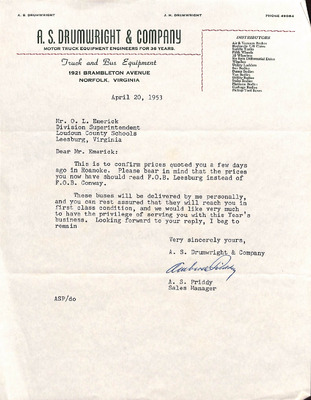 A. S. DRUMWRIGHT
J. H. DRUMWRIGHT
PHONE 26384
A. S. DRUMWRIGHT & COMPANY
MOTOR TRUCK EQUIPMENT ENGINEERS FOR 36 YEARS
Truck and Bus Equipment
1921 BRAMBLETON AVENUE
NORFOLK, VIRGINIA
DISTRIBUTORS
April 20, 1953
Mr. O. L. Emerick
Division Superintendent
Loudoun County Schools
Leesburg, Virginia
Dear Mr. Emerick:
This is to confirm prices quoted you a few days
ago in Roanoke. Please bear in mind that the prices
you now have should read F.O.B. Leesburg instead of
F.O.B. Conway.
These buses will be delivered by me personally,
and you can rest assured that they will reach you in
first class condition, and we would like very much
to have the privilege of serving you with this Year's
business. Looking forward to your reply, I beg to
remain
Very sincerely yours,
A. S. Drumwright & Company
A. S. Priddy
Sales Manager
ASP/do